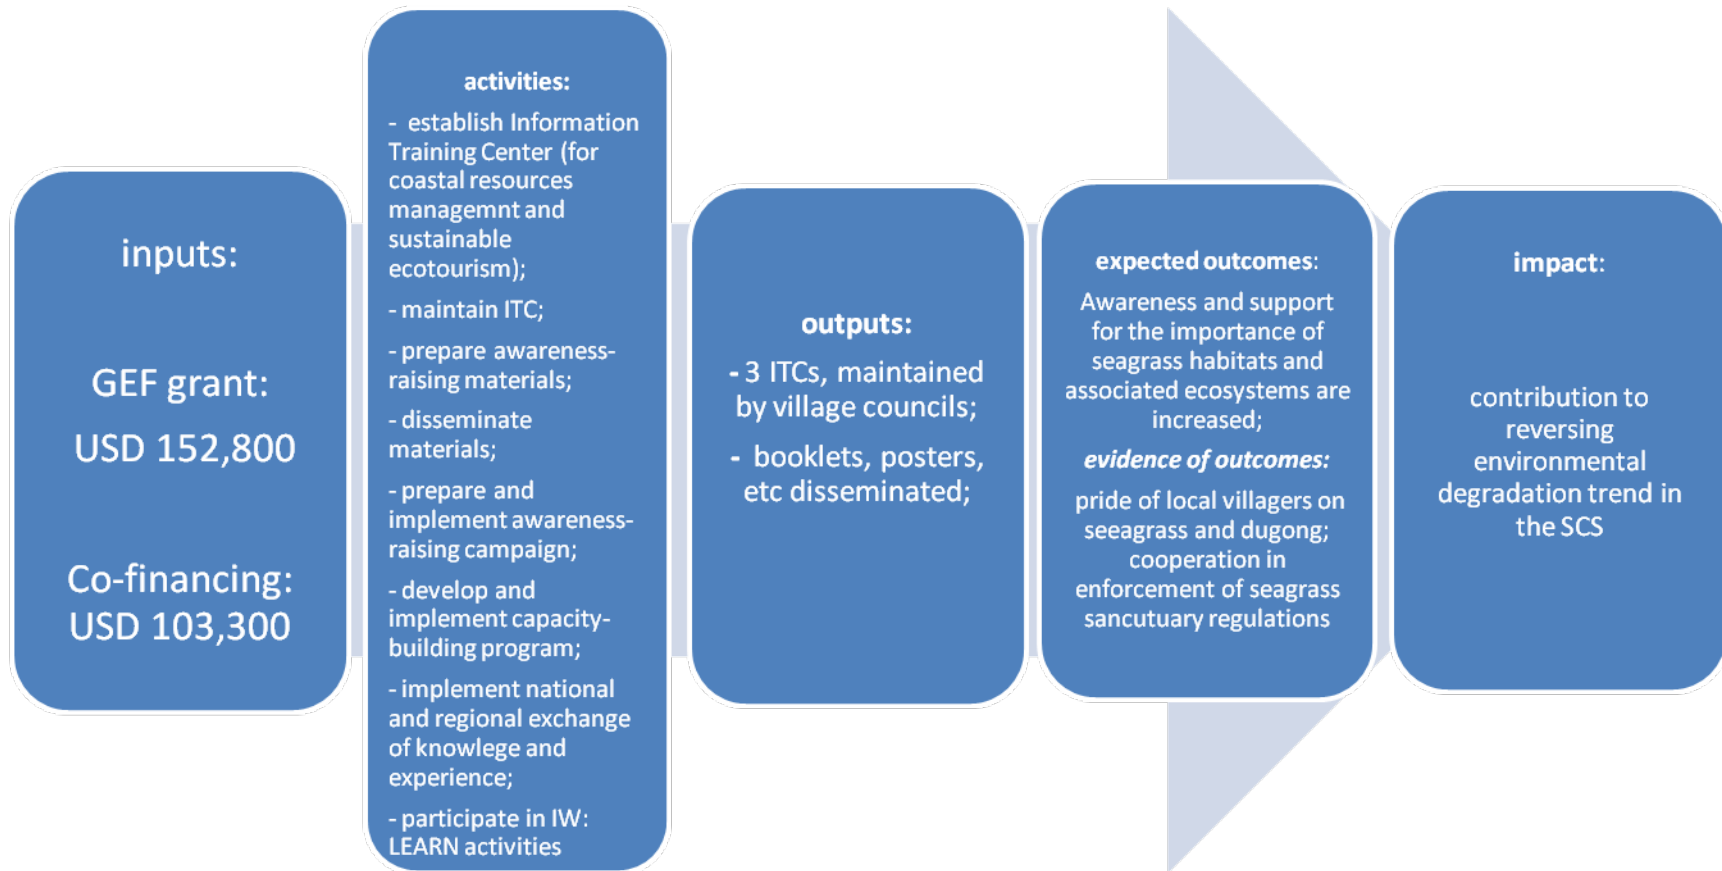 inputs:
GEF grant:
USD 152,800
Co-financing:
USD 103,300
activities:
- establish Information
Training Center (for
coastal resources
managemnt and
sustainable
ecotourism);
- maintain ITC;
- prepare awareness-
raising materials;
- disseminate
materials;
- prepare and
implement awareness-
raising campaign;
- develop and
implement capacity-
building program;
- implement national
and regional exchange
of knowlege and
experience;
- participate in IW:
LEARN activities
outputs:
- 3 ITCs, maintained
by village councils;
- booklets, posters,
etc disseminated;
expected outcomes:
Awareness and support
for the importance of
seagrass habitats and
associated ecosystems are
increased;
evidence of outcomes:
pride of local villagers on
seeagrass and dugong;
cooperation in
enforcement of seagrass
sancutuary regulations
impact:
contribution to
reversing
environmental
degradation trend in
the SCS